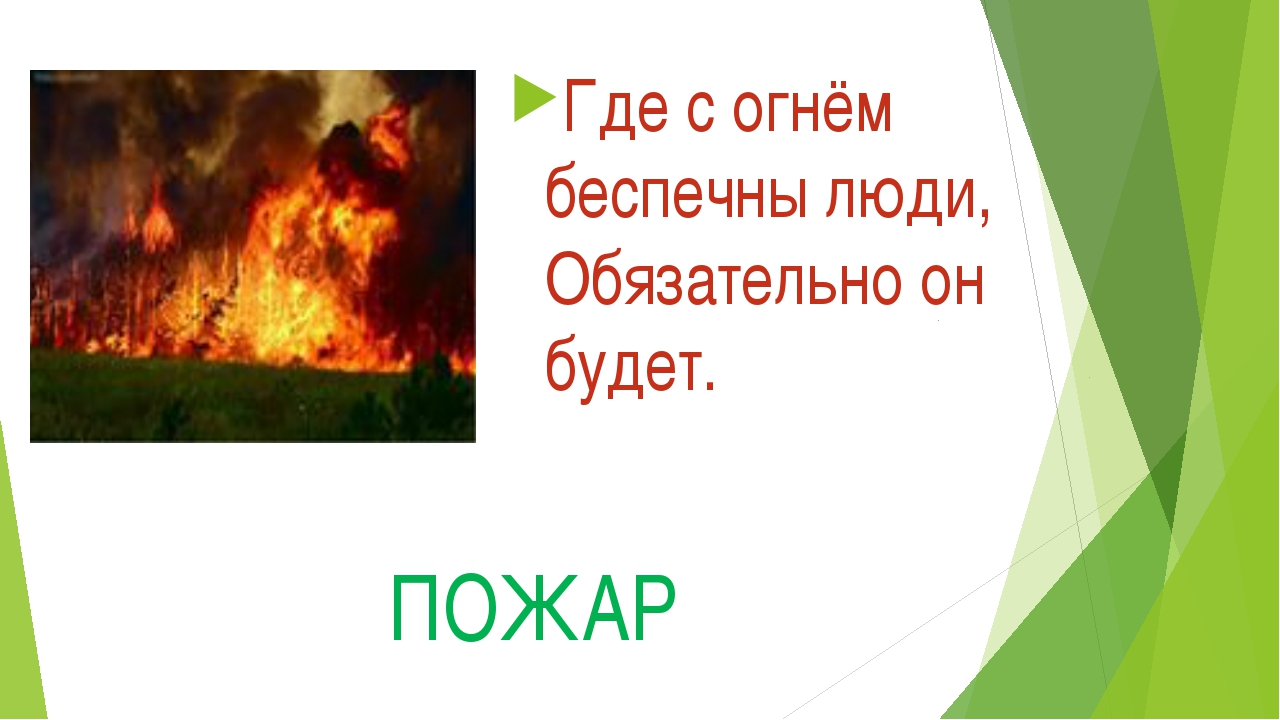 Где с огнём
беспечны люди,
Обязательно он
будет.
ПОЖАР